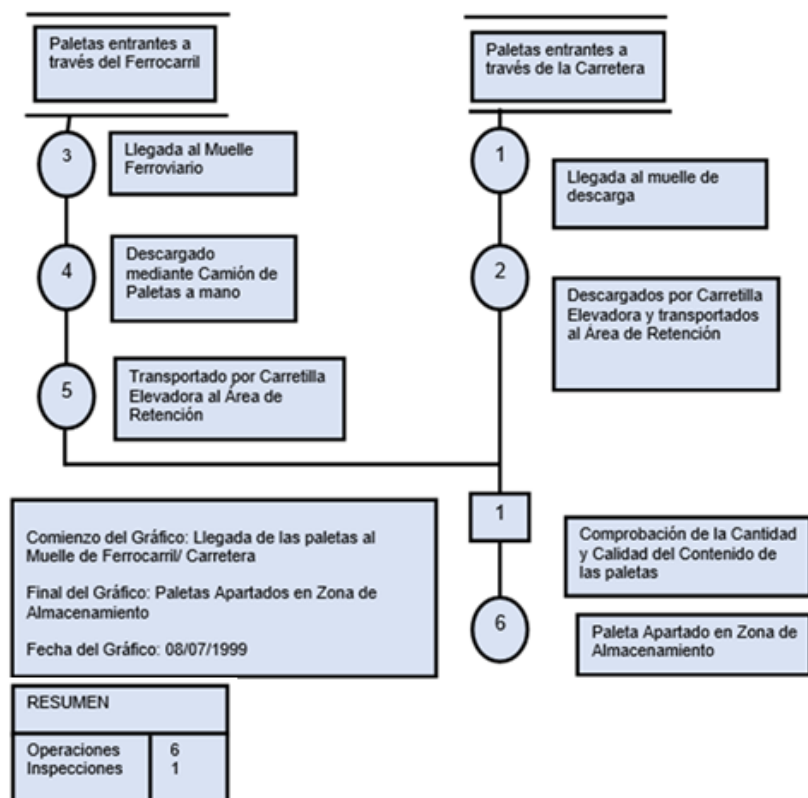 Paletas entrantes a
través del Ferrocarril
Paletas entrantes a
través de la Carretera
3
Llegada al Muelle
Ferroviario
1
Llegada al muelle de
descarga
4
Descargado
mediante Camión de
Paletas a mano
2
Descargados por Carretilla
Elevadora y transportados
al Área de Retención
5
Transportado por Carretilla
Elevadora al Área de
Retención
1
Comprobación de la Cantidad
y Calidad del Contenido de
las paletas
6
Paleta Apartado en Zona de
Almacenamiento
Comienzo del Gráfico: Llegada de las paletas al
Muelle de Ferrocarril/ Carretera
Final del Gráfico: Paletas Apartados en Zona de
Almacenamiento
Fecha del Gráfico: 08/07/1999
RESUMEN
Operaciones 6
Inspecciones 1